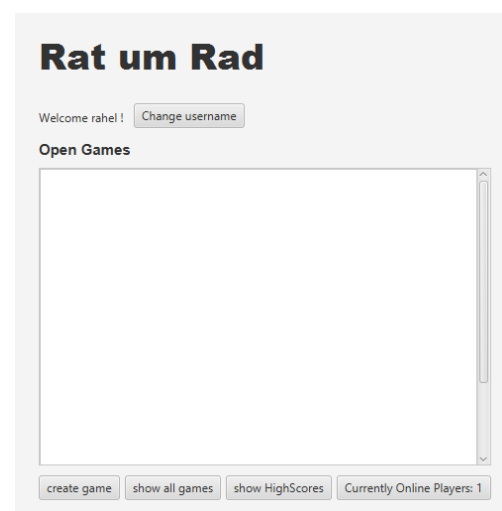 Rat um Rad
Welcome rahel ! Change username
Open Games
create game show all games show HighScores Currently Online Players: 1